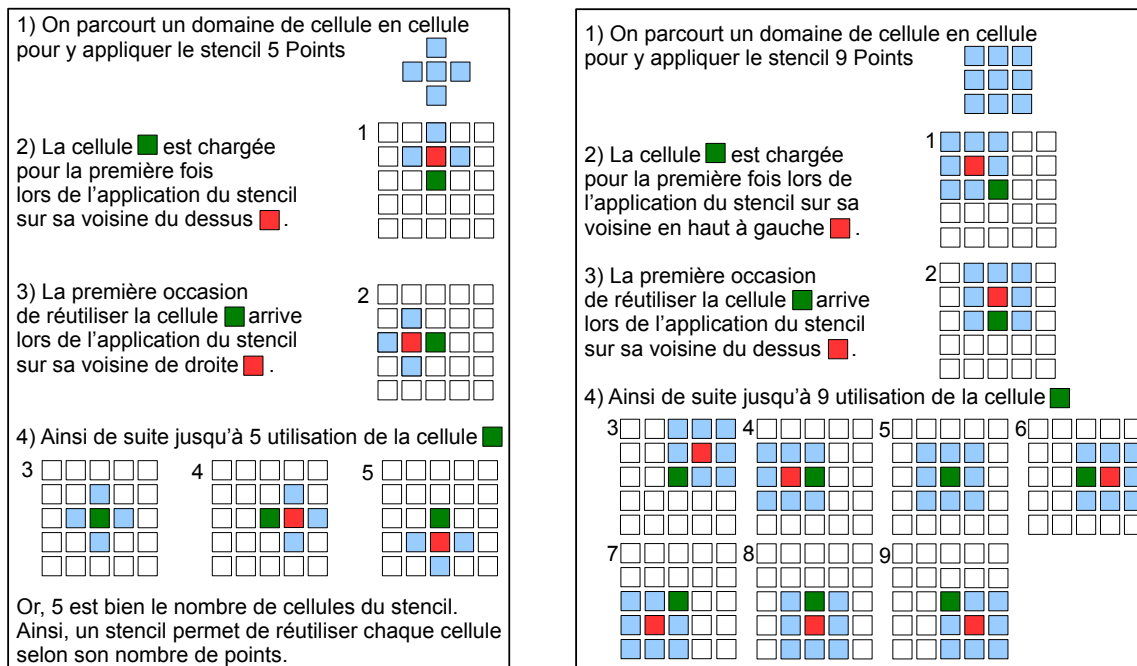 1) On parcourt un domaine de cellule en cellule
pour y appliquer le stencil 5 Points
2) La cellule est chargée
pour la première fois
lors de l'application du stencil
sur sa voisine du dessus .
1
3) La première occasion
de réutiliser la cellule arrive
lors de l'application du stencil
sur sa voisine de droite .
2
4) Ainsi de suite jusqu'à 5 utilisation de la cellule
3
4
5
Or, 5 est bien le nombre de cellules du stencil.
Ainsi, un stencil permet de réutiliser chaque cellule
selon son nombre de points.
1) On parcourt un domaine de cellule en cellule
pour y appliquer le stencil 9 Points
2) La cellule est chargée
pour la première fois lors de
l'application du stencil sur sa
voisine en haut à gauche .
1
3) La première occasion
de réutiliser la cellule arrive
lors de l'application du stencil
sur sa voisine du dessus .
2
4) Ainsi de suite jusqu'à 9 utilisation de la cellule
3
4
5
6
7
8
9